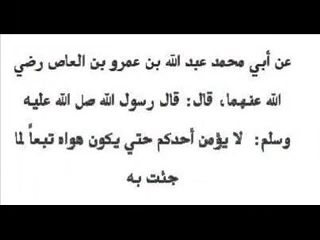 عن أبي محمد عبد الله بن عمرو بن العاص رضي
الله عنهما، قال: قال رسول الله صل الله عليه
وسلم: لا يؤمن أحدكم حتي يكون هواه تبعاً لما
جئت به